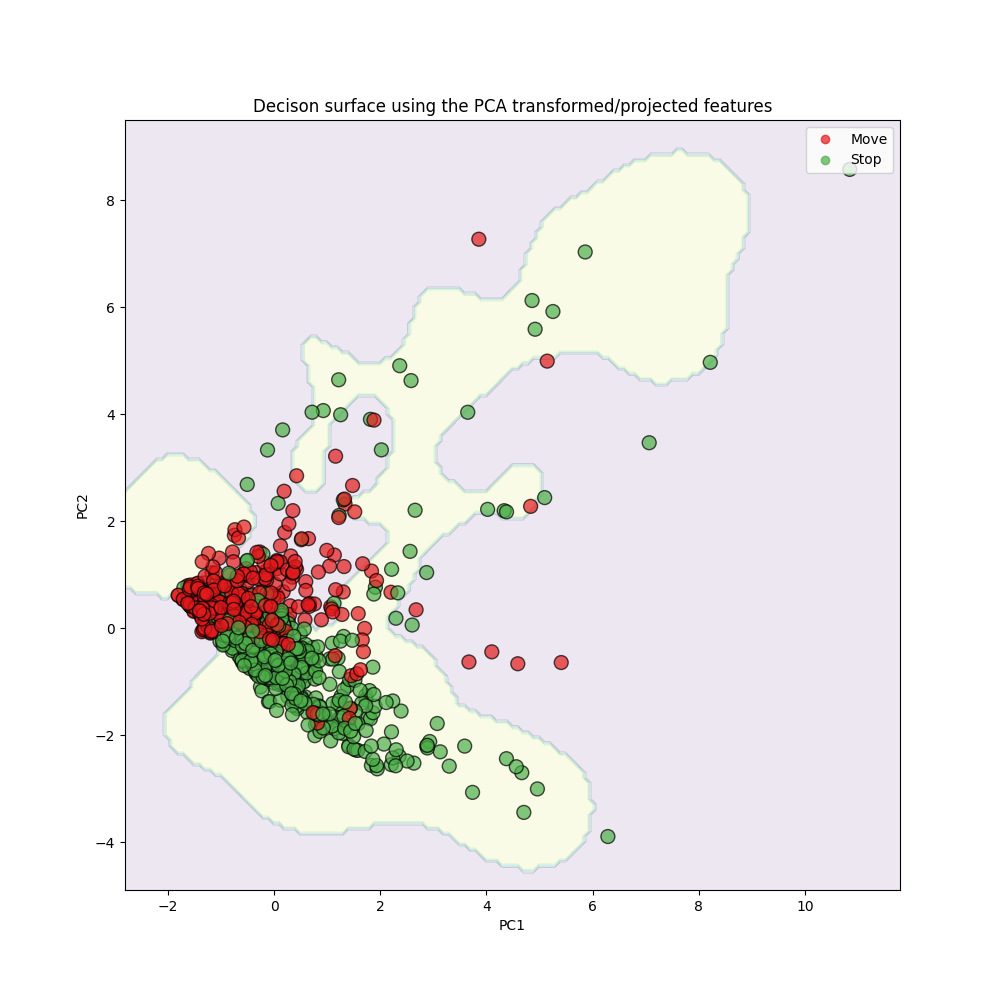 Decison surface using the PCA transformed/projected features
Move
Stop
8
6
4
2
0
−2
−4
PC2
−2 0 2 4 6 8 10
PC1